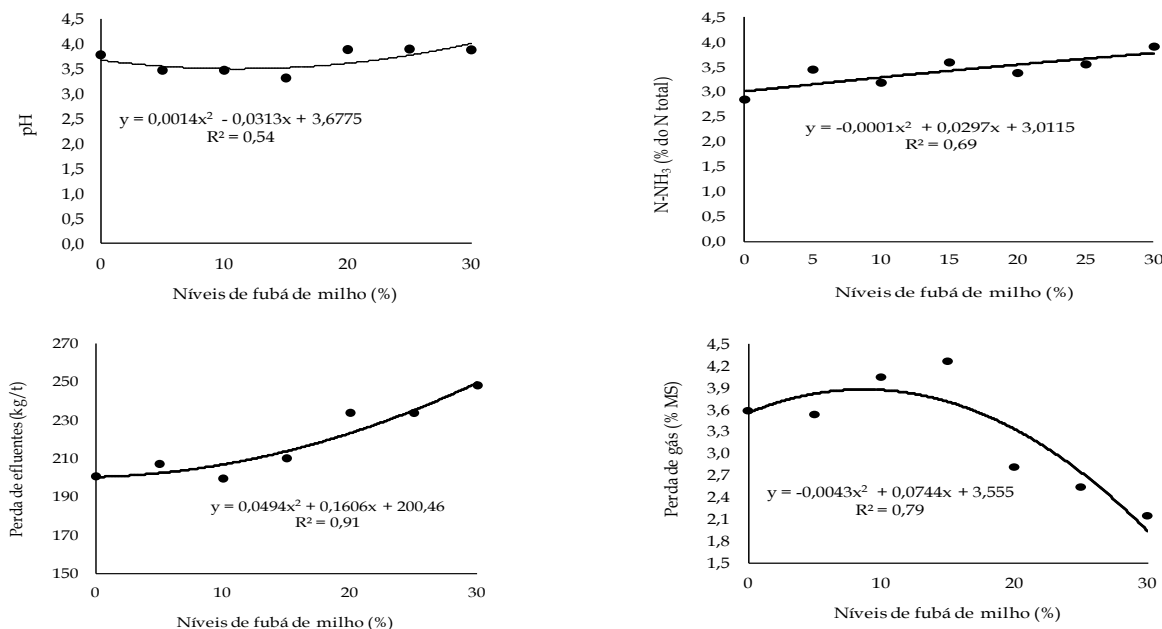 pH
4,5
4,0
3,5
3,0
2,5
2,0
1,5
1,0
0,5
0,0
y = 0,0014x² - 0,0313x + 3,6775
R² = 0,54
0 10 20 30
Níveis de fubá de milho (%)
N-NH₃ (% do N total)
4,5
4,0
3,5
3,0
2,5
2,0
1,5
1,0
0,5
0,0
y = -0,0001x² + 0,0297x + 3,0115
R² = 0,69
0 5 10 15 20 25 30
Níveis de fubá de milho (%)
Perda de efluentes (kg/t)
270
250
230
210
190
170
150
y = 0,0494x² + 0,1606x + 200,46
R² = 0,91
0 10 20 30
Níveis de fubá de milho (%)
Perda de gás (% MS)
4,5
4,2
3,9
3,6
3,3
3,0
2,7
2,4
2,1
1,8
1,5
y = -0,0043x² + 0,0744x + 3,555
R² = 0,79
0 10 20 30
Níveis de fubá de milho (%)